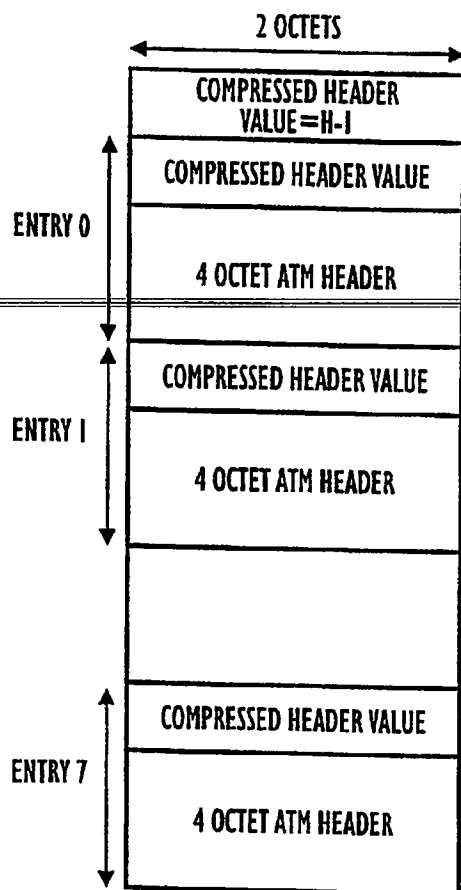 2 OCTETS
COMPRESSED HEADER
VALUE=H-1
COMPRESSED HEADER VALUE
ENTRY 0
4 OCTET ATM HEADER
COMPRESSED HEADER VALUE
ENTRY 1
4 OCTET ATM HEADER
COMPRESSED HEADER VALUE
ENTRY 7
4 OCTET ATM HEADER